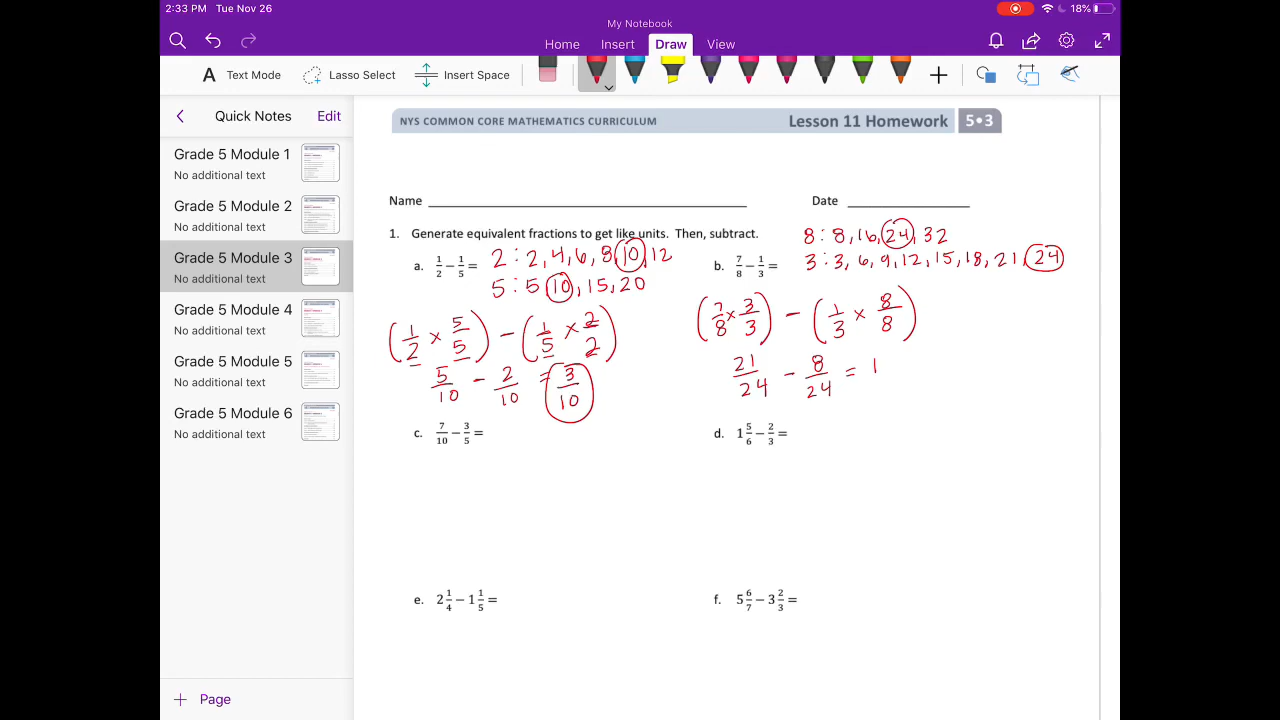 2:33 PM Tue Nov 26
18%
My Notebook
Home Insert Draw View
A Text Mode Lasso Select Insert Space
Quick Notes Edit
Grade 5 Module 1
No additional text
Grade 5 Module 2
No additional text
Grade 5 Module 3
No additional text
Grade 5 Module 4
No additional text
Grade 5 Module 5
No additional text
Grade 5 Module 6
No additional text
+ Page
NYS COMMON CORE MATHEMATICS CURRICULUM Lesson 11 Homework 5•3
Name Date
1. Generate equivalent fractions to get like units. Then, subtract.
a. 1/2 − 1/5 =
2 : 2, 4, 6, 8, 10, 12
5 : 5 10, 15, 20
(1/2 × 5/5) − (1/5 × 2/2)
5/10 2/10 = 3/10
b. 7/8 − 1/3 =
8 : 8, 16, 24, 32
3 : 3, 6, 9, 12, 15, 18, 21, 24
(7/8 × 3/3) − (1/3 × 8/8)
21/24 − 8/24 = 1
c. 7/10 − 3/5 =
d. 1 5/6 − 2/3 =
e. 2 1/4 − 1 1/5 =
f. 5 6/7 − 3 2/3 =